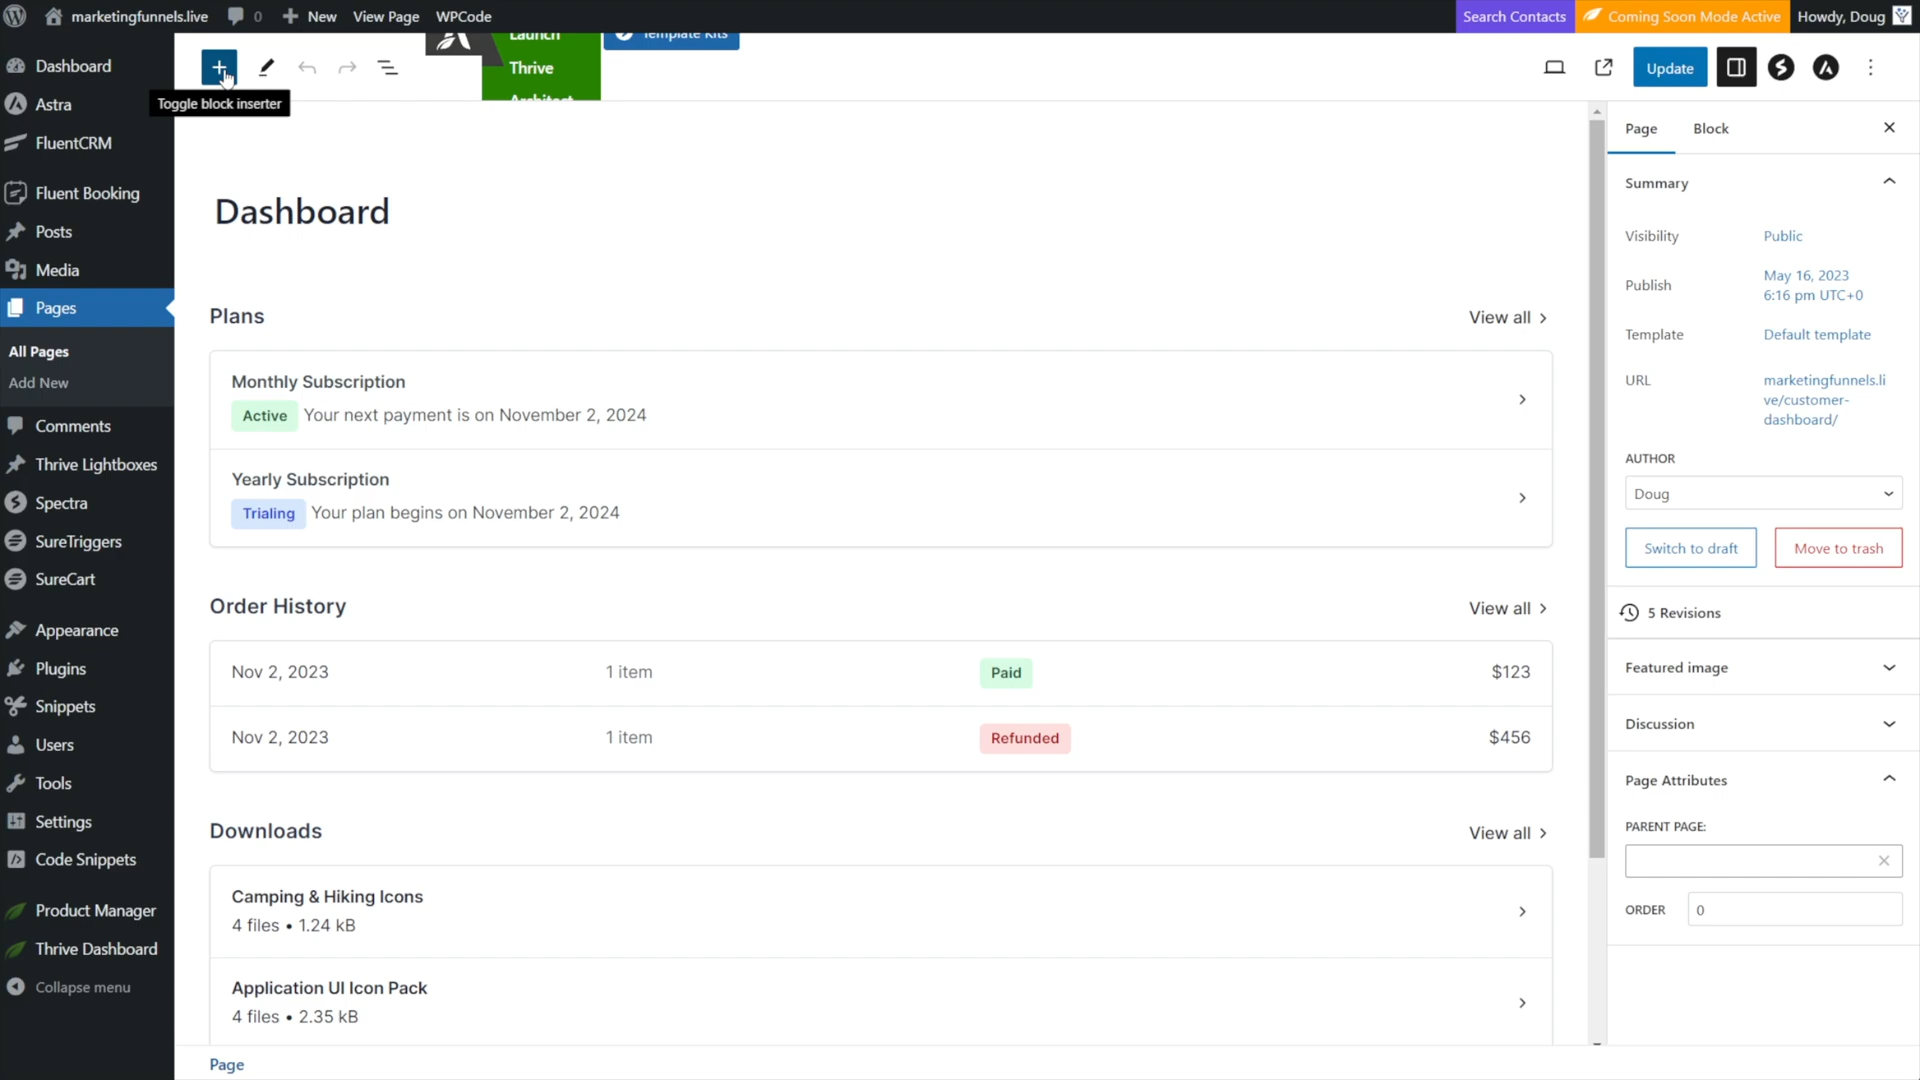 marketingfunnels.live
0
New
View Page
WPCode
Search Contacts
Coming Soon Mode Active
Howdy, Doug
Dashboard
Astra
FluentCRM
Fluent Booking
Posts
Media
Pages
All Pages
Add New
Comments
Thrive Lightboxes
Spectra
SureTriggers
SureCart
Appearance
Plugins
Snippets
Users
Tools
Settings
Code Snippets
Product Manager
Thrive Dashboard
Collapse menu
Toggle block inserter
Launch
Thrive
Architect
Template Kits
Update
Dashboard
Plans
View all
Monthly Subscription
Active Your next payment is on November 2, 2024
Yearly Subscription
Trialing Your plan begins on November 2, 2024
Order History
View all
Nov 2, 2023 1 item Paid $123
Nov 2, 2023 1 item Refunded $456
Downloads
View all
Camping & Hiking Icons
4 files • 1.24 kB
Application UI Icon Pack
4 files • 2.35 kB
Page
Page
Block
Summary
Visibility Public
Publish May 16, 2023
6:16 pm UTC+0
Template Default template
URL marketingfunnels.li
ve/customer-
dashboard/
AUTHOR
Doug
Switch to draft
Move to trash
5 Revisions
Featured image
Discussion
Page Attributes
PARENT PAGE:
ORDER 0